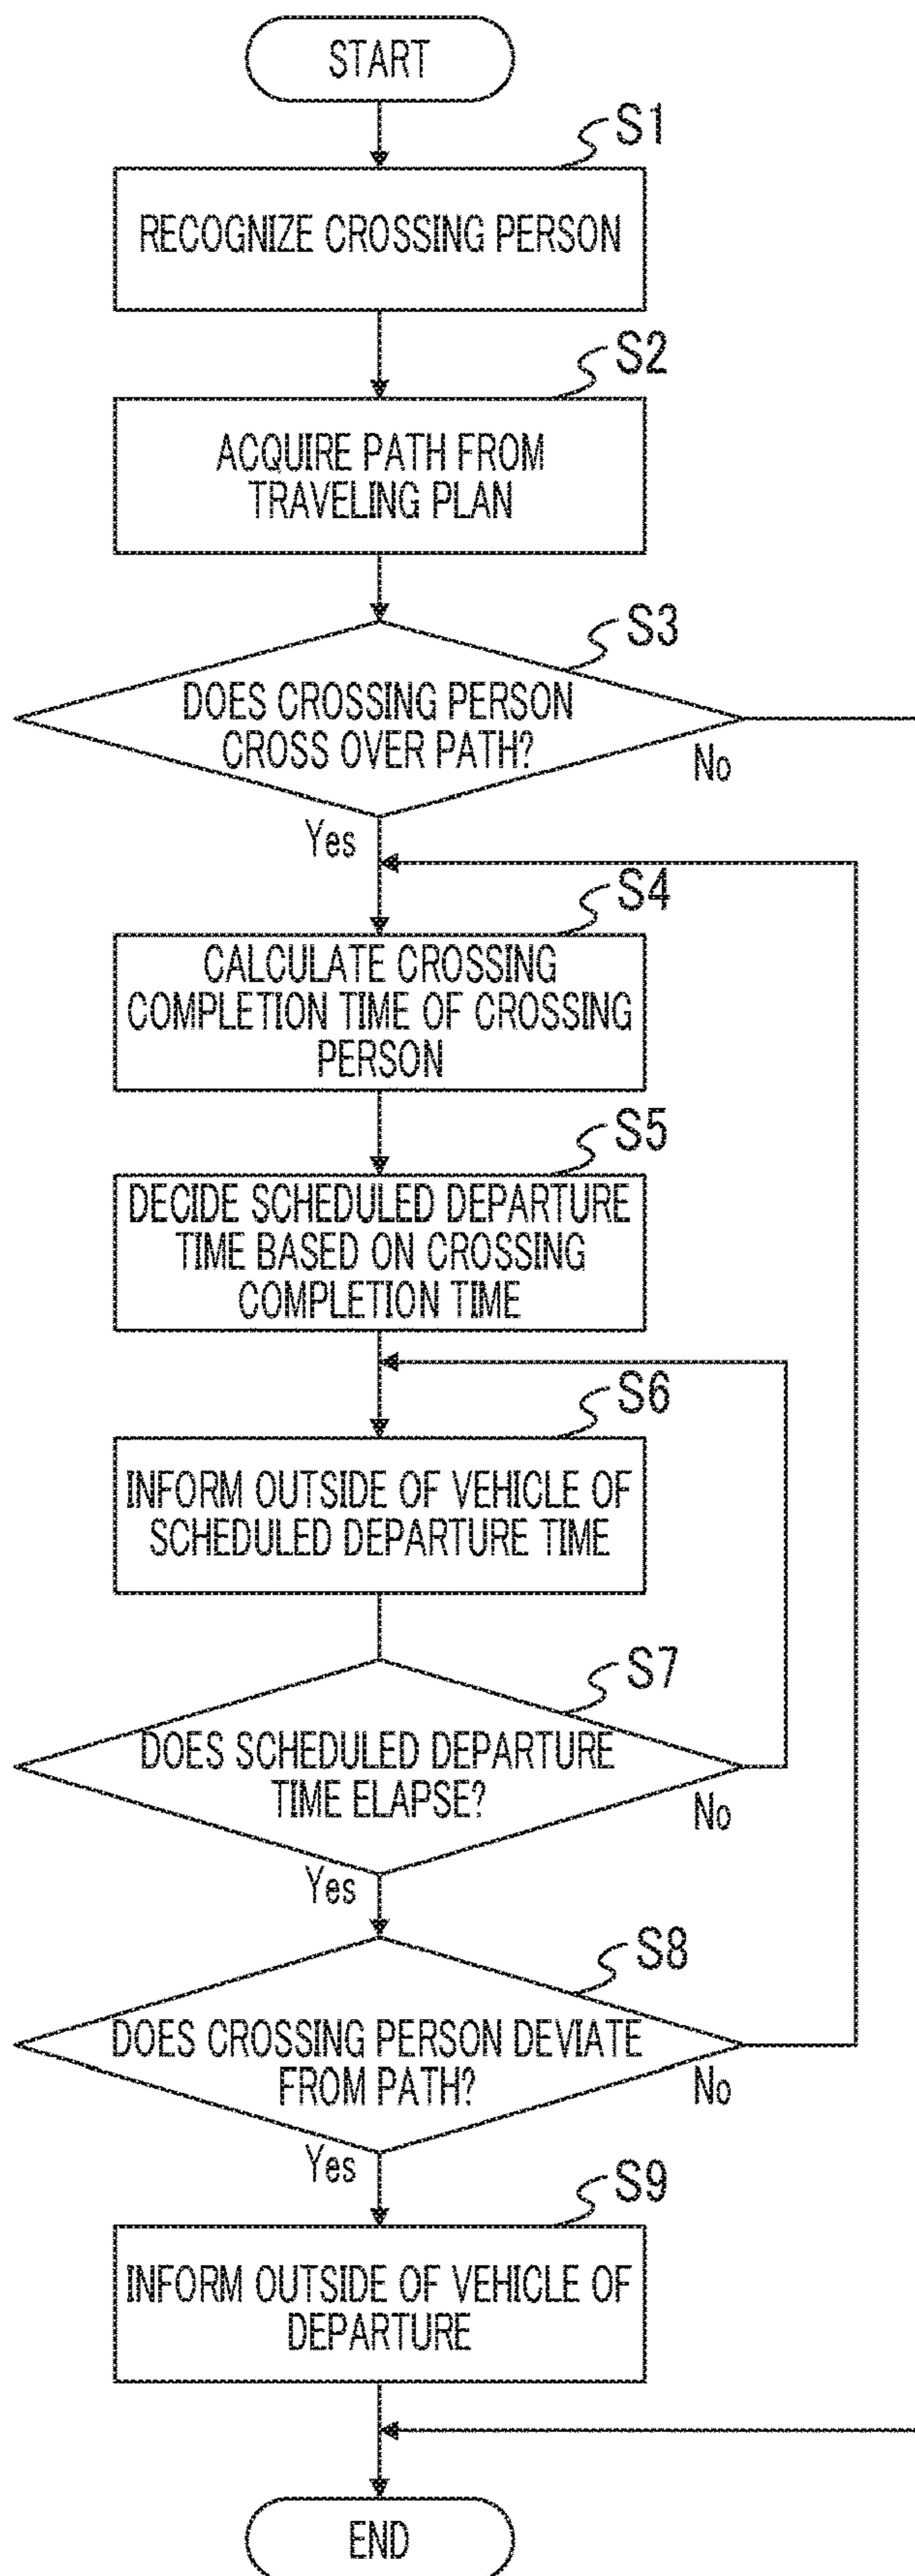 START
S1
RECOGNIZE CROSSING PERSON
S2
ACQUIRE PATH FROM
TRAVELING PLAN
S3
DOES CROSSING PERSON
CROSS OVER PATH?
No
Yes
S4
CALCULATE CROSSING
COMPLETION TIME OF CROSSING
PERSON
S5
DECIDE SCHEDULED DEPARTURE
TIME BASED ON CROSSING
COMPLETION TIME
S6
INFORM OUTSIDE OF VEHICLE OF
SCHEDULED DEPARTURE TIME
S7
DOES SCHEDULED DEPARTURE
TIME ELAPSE?
No
Yes
S8
DOES CROSSING PERSON DEVIATE
FROM PATH?
No
Yes
S9
INFORM OUTSIDE OF VEHICLE OF
DEPARTURE
END